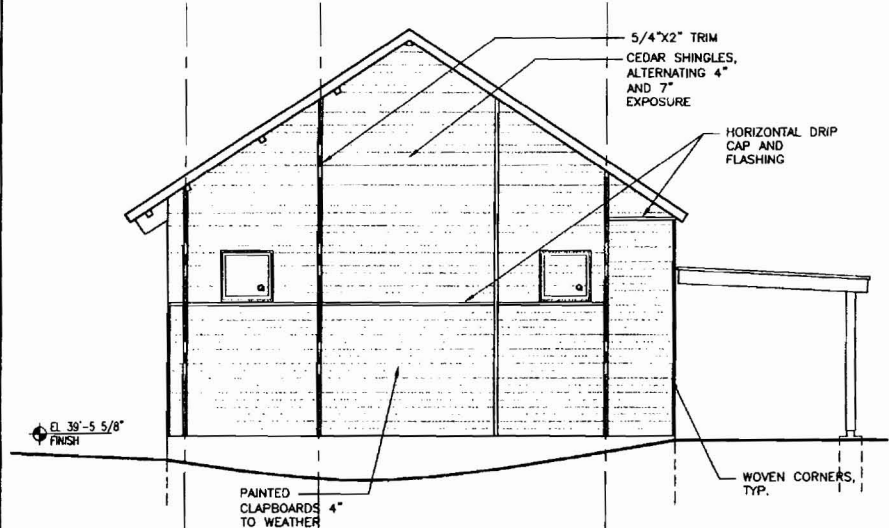 5/4"X2" TRIM
CEDAR SHINGLES,
ALTERNATING 4"
AND 7"
EXPOSURE
HORIZONTAL DRIP
CAP AND
FLASHING
EL 39'-5 5/8"
FINISH
PAINTED
CLAPBOARDS 4"
TO WEATHER
WOVEN CORNERS,
TYP.